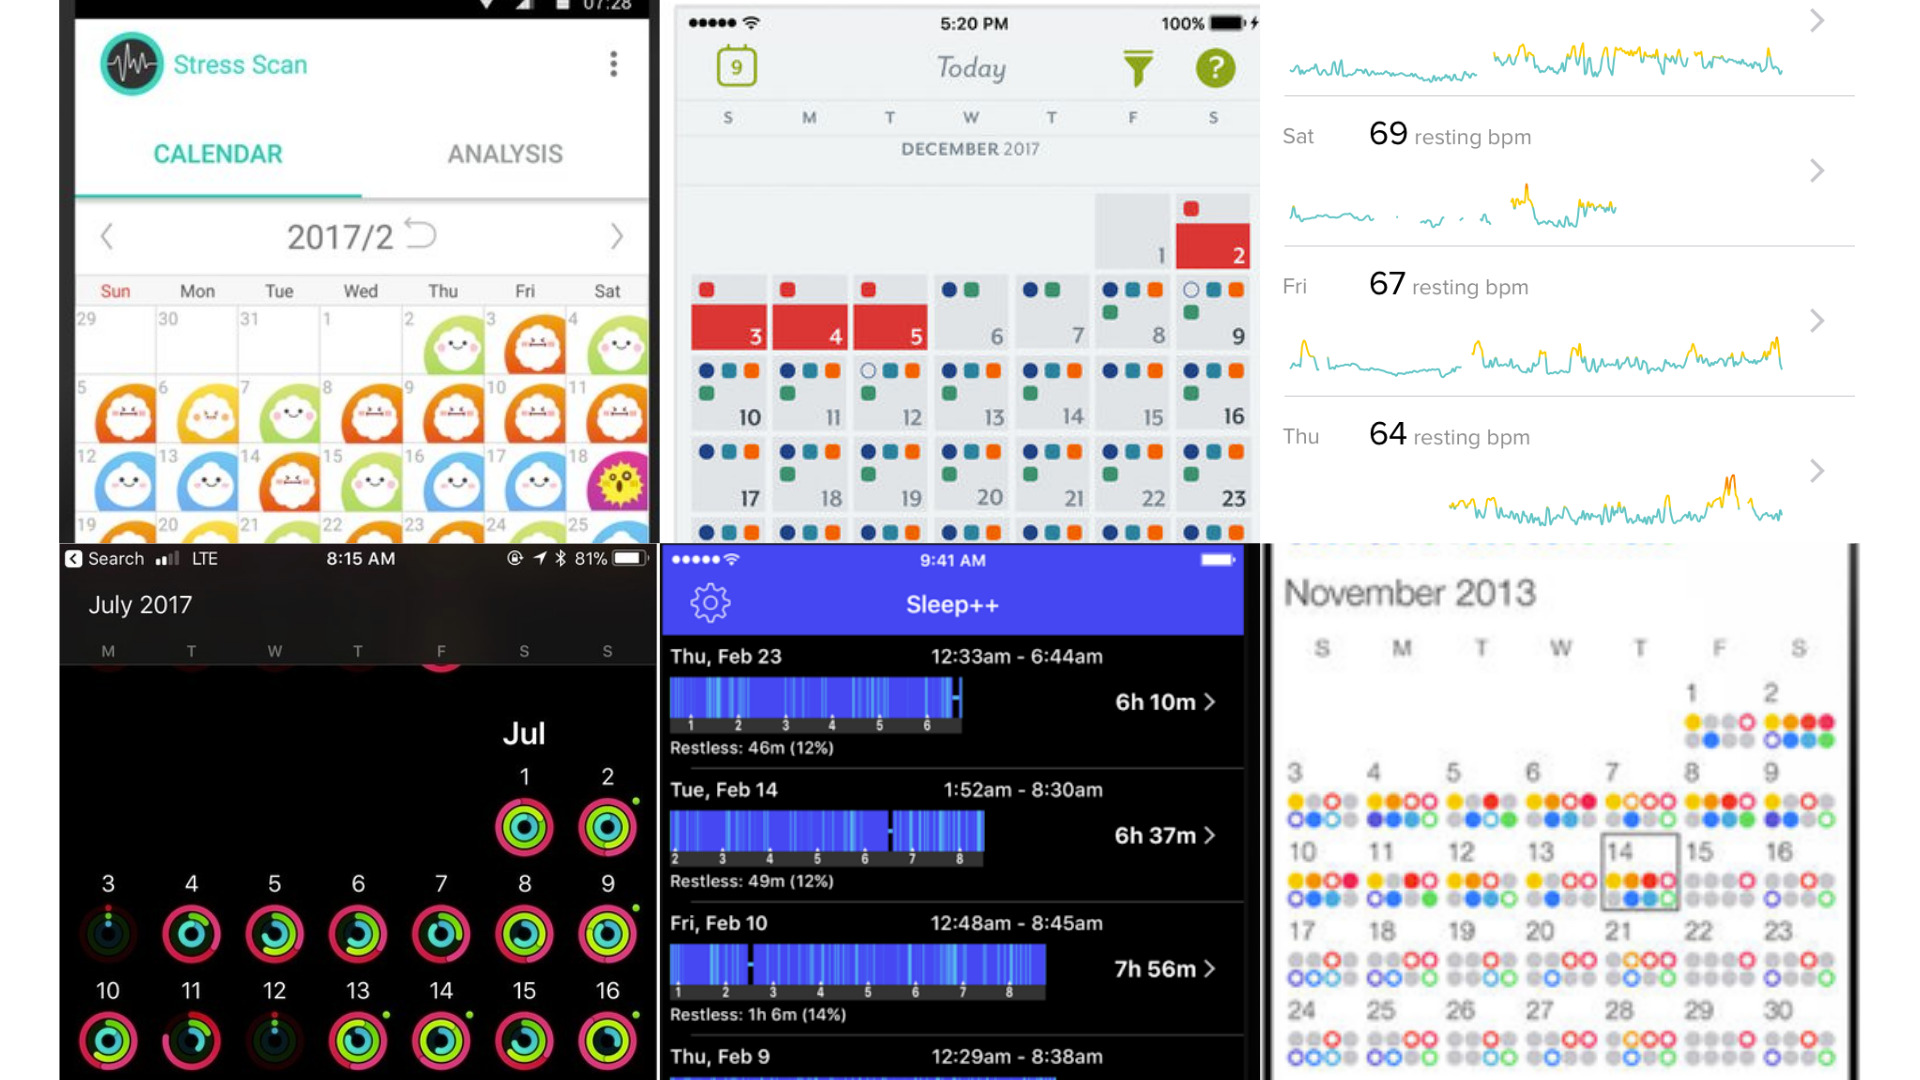 07:28
Stress Scan
CALENDAR ANALYSIS
2017/2
Sun Mon Tue Wed Thu Fri Sat
29 30 31 1 2 3 4
5 6 7 8 9 10 11
12 13 14 15 16 17 18
19 20 21 22 23 24 25
5:20 PM 100%
9 Today ?
S M T W T F S
DECEMBER 2017
1 2
3 4 5 6 7 8 9
10 11 12 13 14 15 16
17 18 19 20 21 22 23
Sat 69 resting bpm
Fri 67 resting bpm
Thu 64 resting bpm
Search LTE 8:15 AM 81%
July 2017
M T W T F S S
Jul
1 2
3 4 5 6 7 8 9
10 11 12 13 14 15 16
9:41 AM
Sleep++
Thu, Feb 23 12:33am - 6:44am
6h 10m
1 2 3 4 5 6
Restless: 46m (12%)
Tue, Feb 14 1:52am - 8:30am
6h 37m
2 3 4 5 6 7 8
Restless: 49m (12%)
Fri, Feb 10 12:48am - 8:45am
7h 56m
1 2 3 4 5 6 7 8
Restless: 1h 6m (14%)
Thu, Feb 9 12:29am - 8:38am
November 2013
S M T W T F S
1 2
3 4 5 6 7 8 9
10 11 12 13 14 15 16
17 18 19 20 21 22 23
24 25 26 27 28 29 30